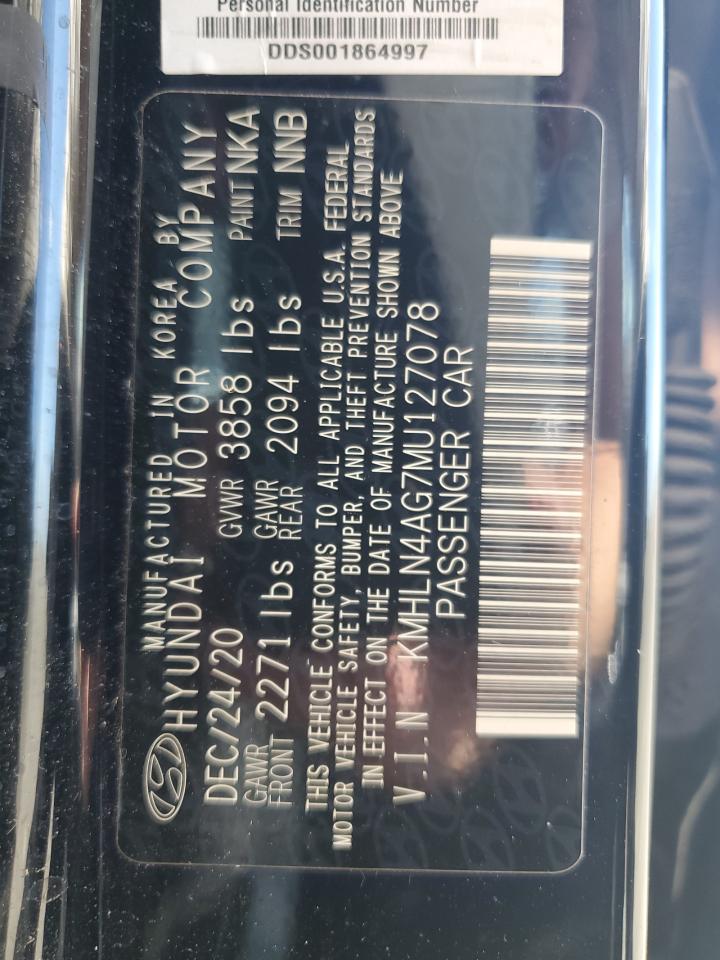 Personal Identification Number
DDS001864997
MANUFACTURED IN KOREA BY
HYUNDAI MOTOR COMPANY
DEC/24/20 GVWR 3858 lbs PAINT NKA
GAWR FRONT 2271 lbs GAWR REAR 2094 lbs TRIM NNB
THIS VEHICLE CONFORMS TO ALL APPLICABLE U.S.A. FEDERAL
MOTOR VEHICLE SAFETY, BUMPER, AND THEFT PREVENTION STANDARDS
IN EFFECT ON THE DATE OF MANUFACTURE SHOWN ABOVE
V.I.N KMHLN4AG7MU127078
PASSENGER CAR